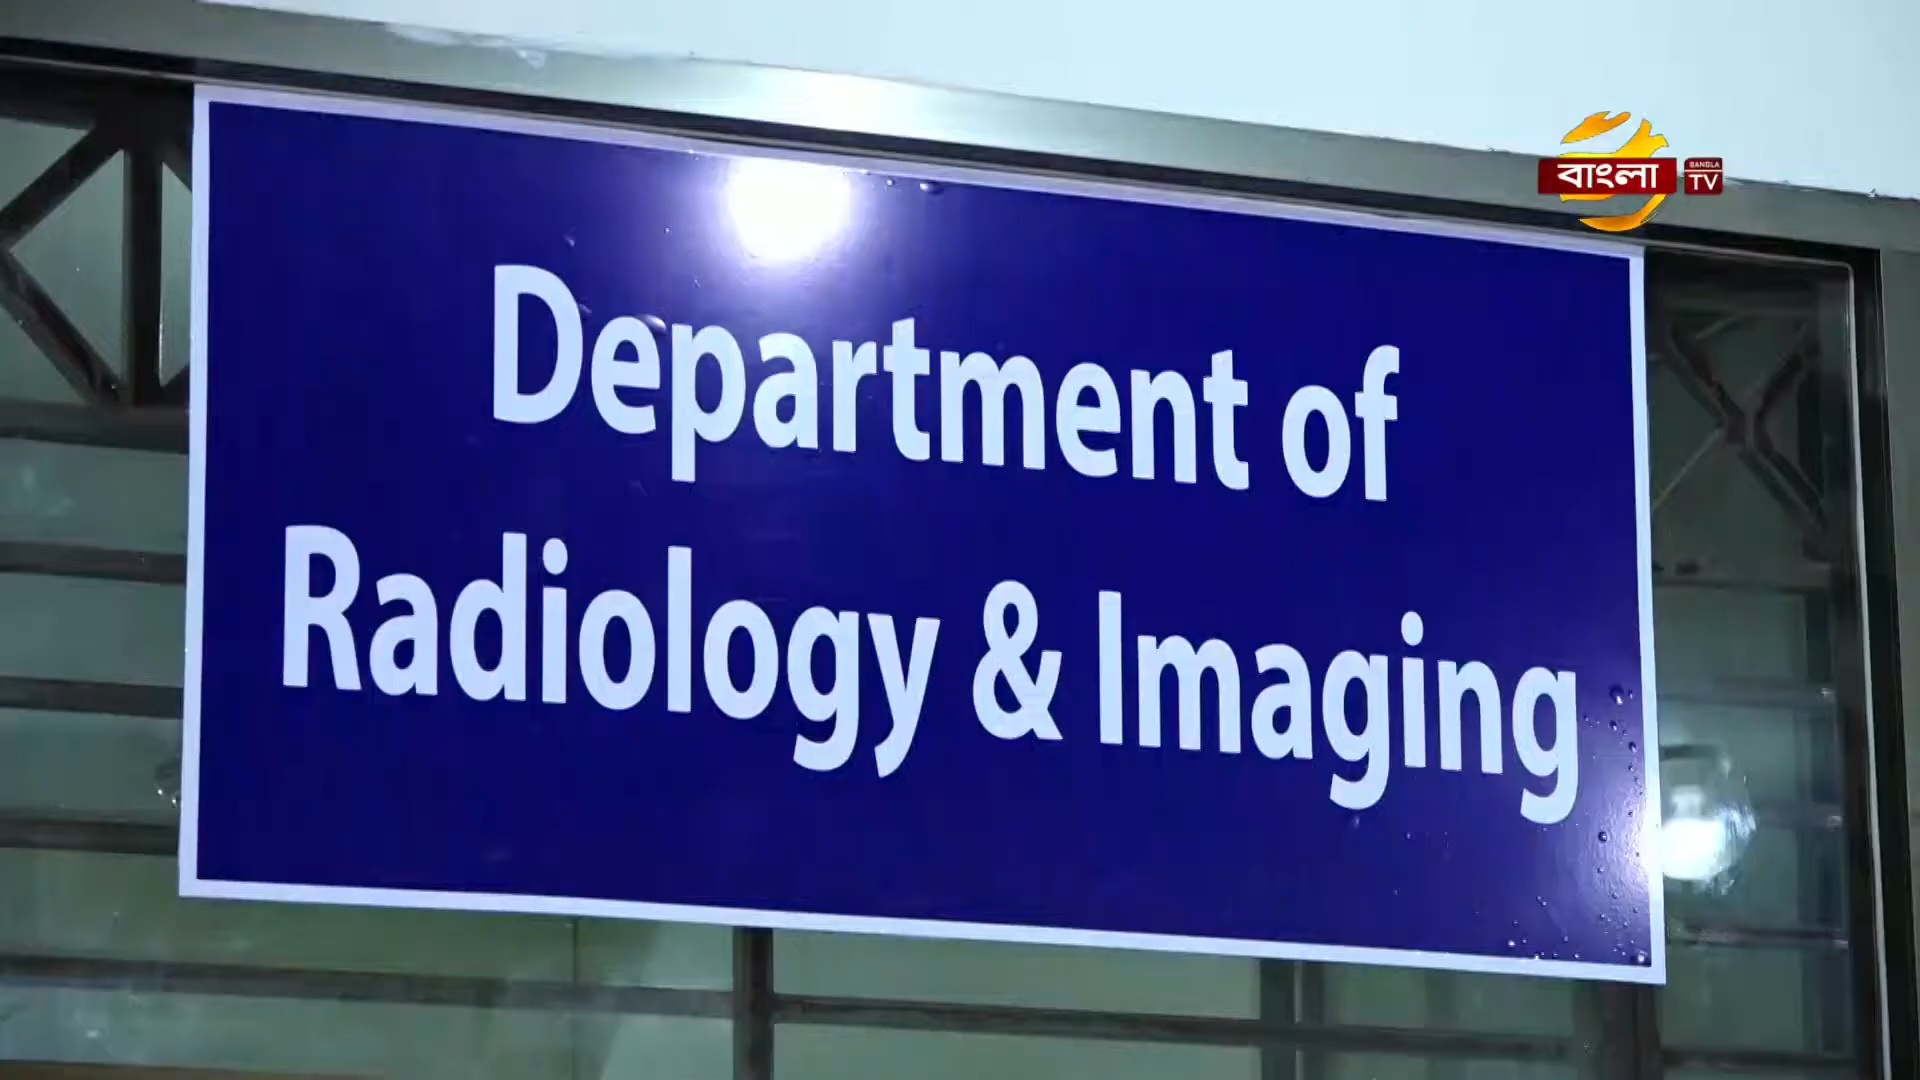 Department of
Radiology & Imaging
বাংলা
BANGLA
TV